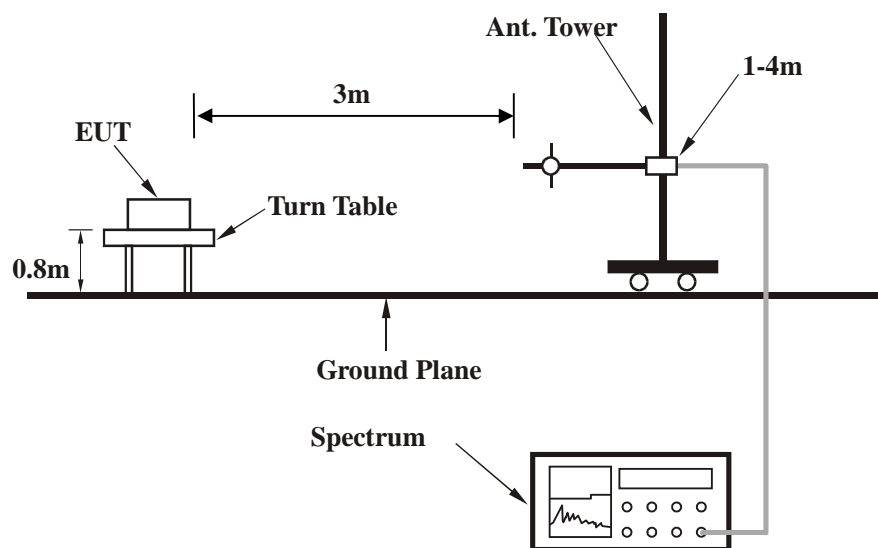 Ant. Tower
1-4m
3m
EUT
Turn Table
0.8m
Ground Plane
Spectrum